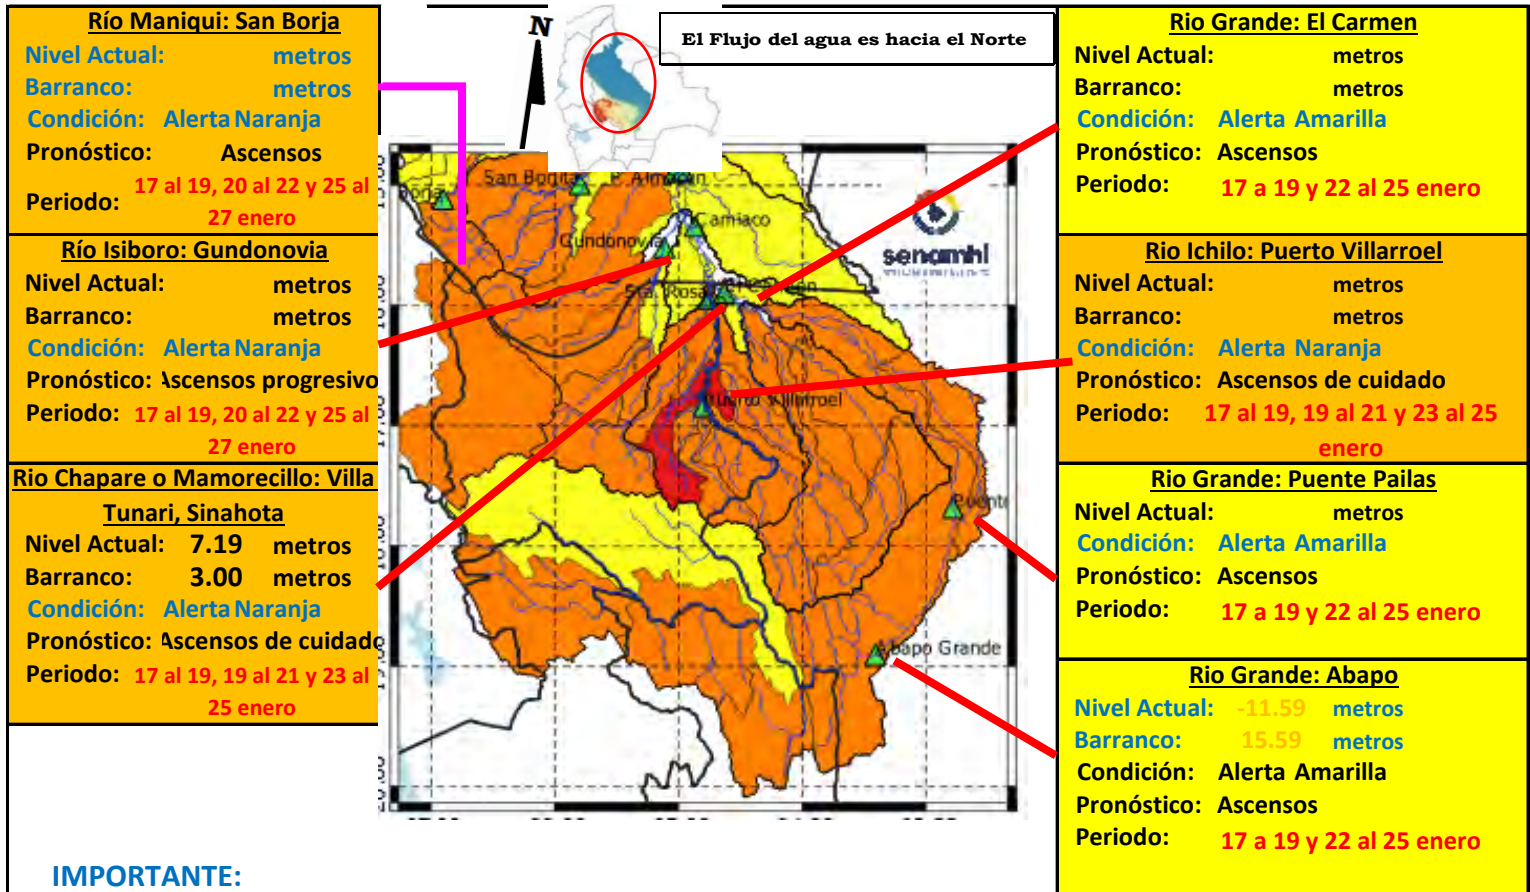 Río Maniqui: San Borja
Nivel Actual: metros
Barranco: metros
Condición: Alerta Naranja
Pronóstico: Ascensos
Periodo: 17 al 19, 20 al 22 y 25 al
27 enero
Río Isiboro: Gundonovia
Nivel Actual: metros
Barranco: metros
Condición: Alerta Naranja
Pronóstico: Ascensos progresivo
Periodo: 17 al 19, 20 al 22 y 25 al
27 enero
Rio Chapare o Mamorecillo: Villa
Tunari, Sinahota
Nivel Actual: 7.19 metros
Barranco: 3.00 metros
Condición: Alerta Naranja
Pronóstico: Ascensos de cuidado
Periodo: 17 al 19, 19 al 21 y 23 al
25 enero
IMPORTANTE:
N
El Flujo del agua es hacia el Norte
San Borjita
Camiaco
Gundonovia
senamhi
Sta. Rosa
Puerto Villarroel
Puente
Abapo Grande
Rio Grande: El Carmen
Nivel Actual: metros
Barranco: metros
Condición: Alerta Amarilla
Pronóstico: Ascensos
Periodo: 17 a 19 y 22 al 25 enero
Rio Ichilo: Puerto Villarroel
Nivel Actual: metros
Barranco: metros
Condición: Alerta Naranja
Pronóstico: Ascensos de cuidado
Periodo: 17 al 19, 19 al 21 y 23 al 25
enero
Rio Grande: Puente Pailas
Nivel Actual: metros
Condición: Alerta Amarilla
Pronóstico: Ascensos
Periodo: 17 a 19 y 22 al 25 enero
Rio Grande: Abapo
Nivel Actual: -11.59 metros
Barranco: 15.59 metros
Condición: Alerta Amarilla
Pronóstico: Ascensos
Periodo: 17 a 19 y 22 al 25 enero